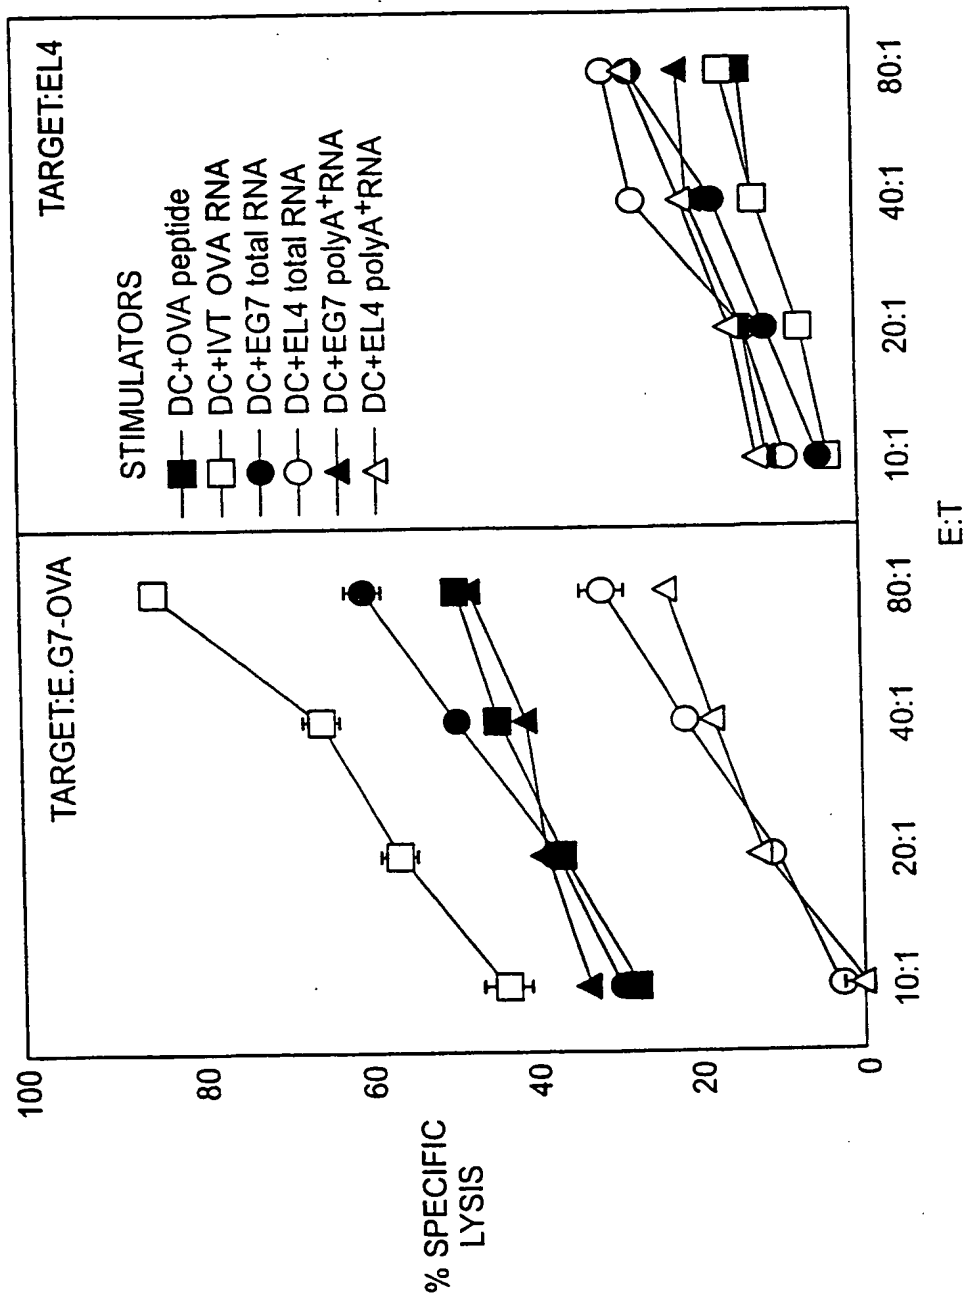 TARGET:E.G7-OVA
TARGET:EL4
STIMULATORS
DC+OVA peptide
DC+IVT OVA RNA
DC+EG7 total RNA
DC+EL4 total RNA
DC+EG7 polyA+RNA
DC+EL4 polyA+RNA
% SPECIFIC
LYSIS
100
80
60
40
20
0
10:1 20:1 40:1 80:1
10:1 20:1 40:1 80:1
E:T